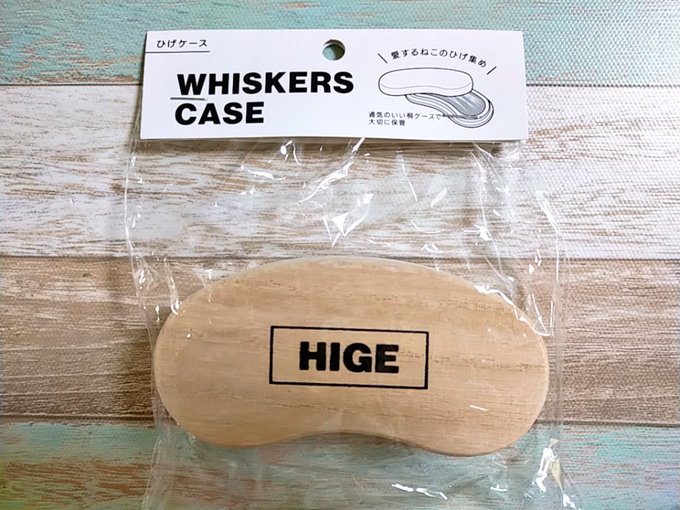 ひげケース
WHISKERS
CASE
愛するねこのひげ集め
通気のいい桐ケースで
大切に保管
HIGE